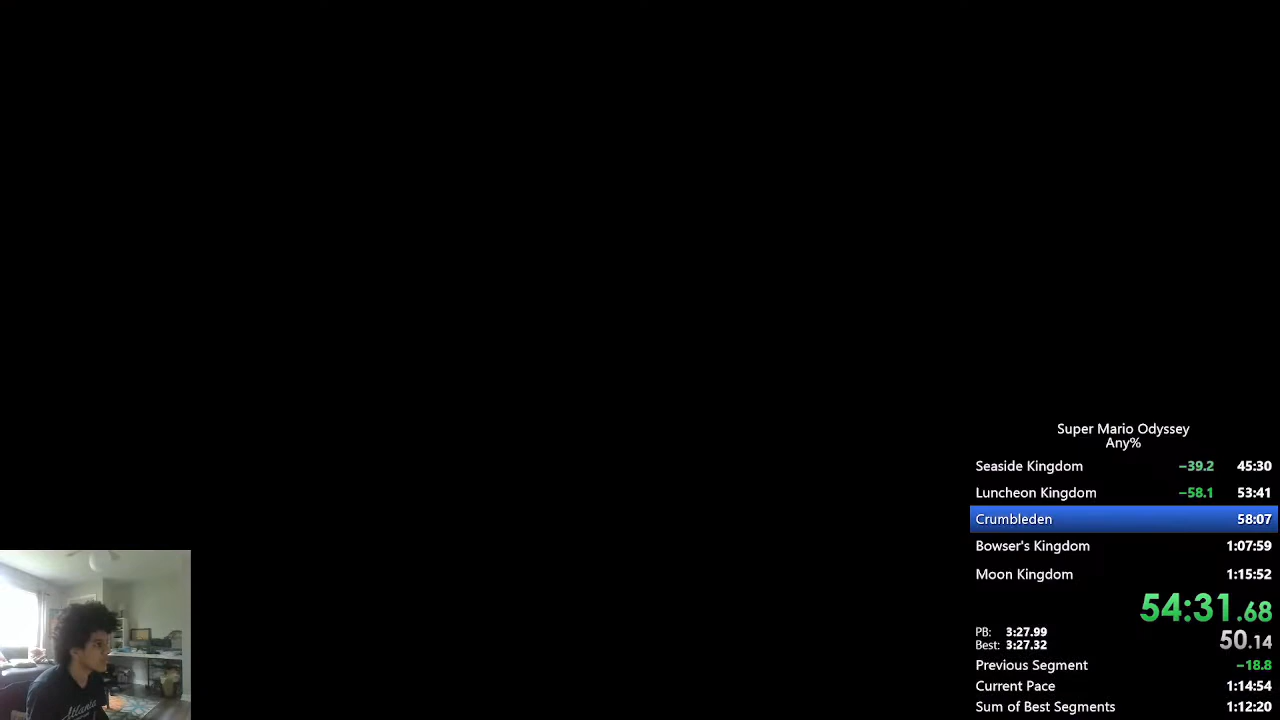 Super Mario Odyssey
Any%
Seaside Kingdom −39.2 45:30
Luncheon Kingdom −58.1 53:41
Crumbleden 58:07
Bowser's Kingdom 1:07:59
Moon Kingdom 1:15:52
54:31.68
PB: 3:27.99
50.14
Best: 3:27.32
Previous Segment −18.8
Current Pace 1:14:54
Sum of Best Segments 1:12:20
Atlanta